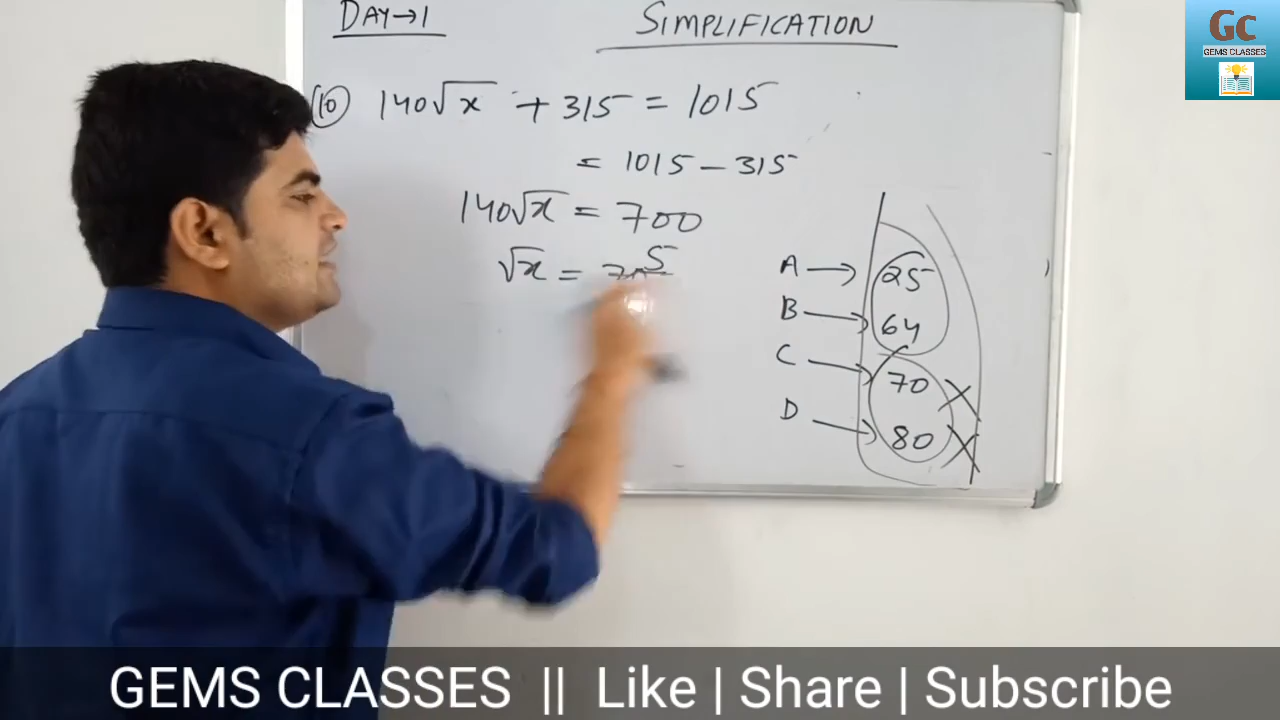 DAY→1
SIMPLIFICATION
GC
GEMS CLASSES
(10) 140√x + 315 = 1015
= 1015 - 315
140√x = 700
√x = 5
A → 25
B → 64
C → 70 X
D → 80 X
GEMS CLASSES || Like | Share | Subscribe